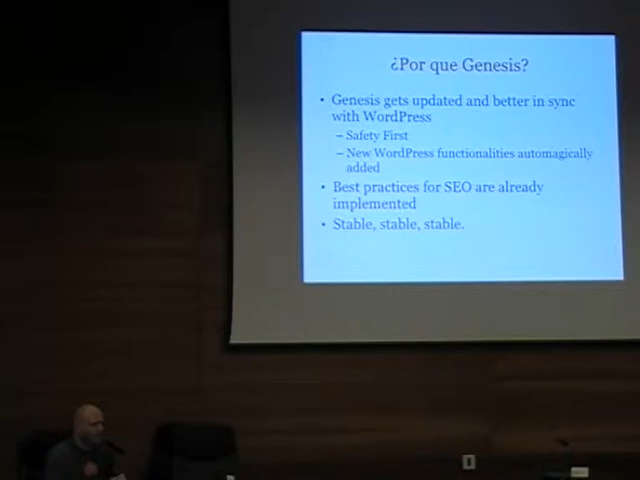 ¿Por que Genesis?
• Genesis gets updated and better in sync
with WordPress
– Safety First
– New WordPress functionalities automagically
added
• Best practices for SEO are already
implemented
• Stable, stable, stable.